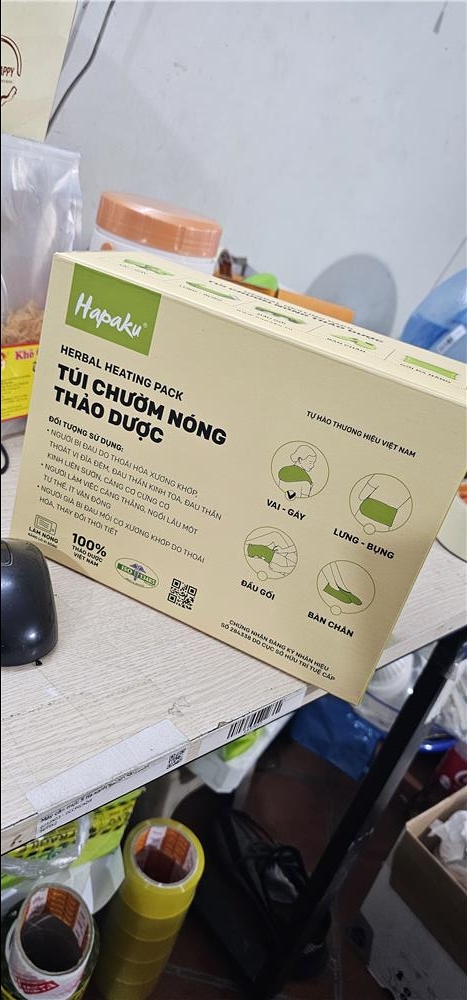 APPY
Khô
Hapaku®
HERBAL HEATING PACK
TÚI CHƯỜM NÓNG
THẢO DƯỢC
ĐỐI TƯỢNG SỬ DỤNG:
• NGƯỜI BỊ ĐAU DO THOÁI HÓA XƯƠNG KHỚP,
THOÁT VỊ ĐĨA ĐỆM, ĐAU THẦN KINH TỌA, ĐAU THẦN
KINH LIÊN SƯỜN, CĂNG CƠ CỨNG CƠ
• NGƯỜI LÀM VIỆC CĂNG THẲNG, NGỒI LÂU MỘT
TƯ THẾ, ÍT VẬN ĐỘNG
• NGƯỜI GIÀ BỊ ĐAU MỎI CƠ XƯƠNG KHỚP DO THOÁI
HÓA, THAY ĐỔI THỜI TIẾT
LÀM NÓNG
100%
THẢO DƯỢC
VIỆT NAM
TỰ HÀO THƯƠNG HIỆU VIỆT NAM
VAI - GÁY
LƯNG - BỤNG
ĐẦU GỐI
BÀN CHÂN
CHỨNG NHẬN ĐĂNG KÝ NHÃN HIỆU
SỐ 284338 DO CỤC SỞ HỮU TRÍ TUỆ CẤP